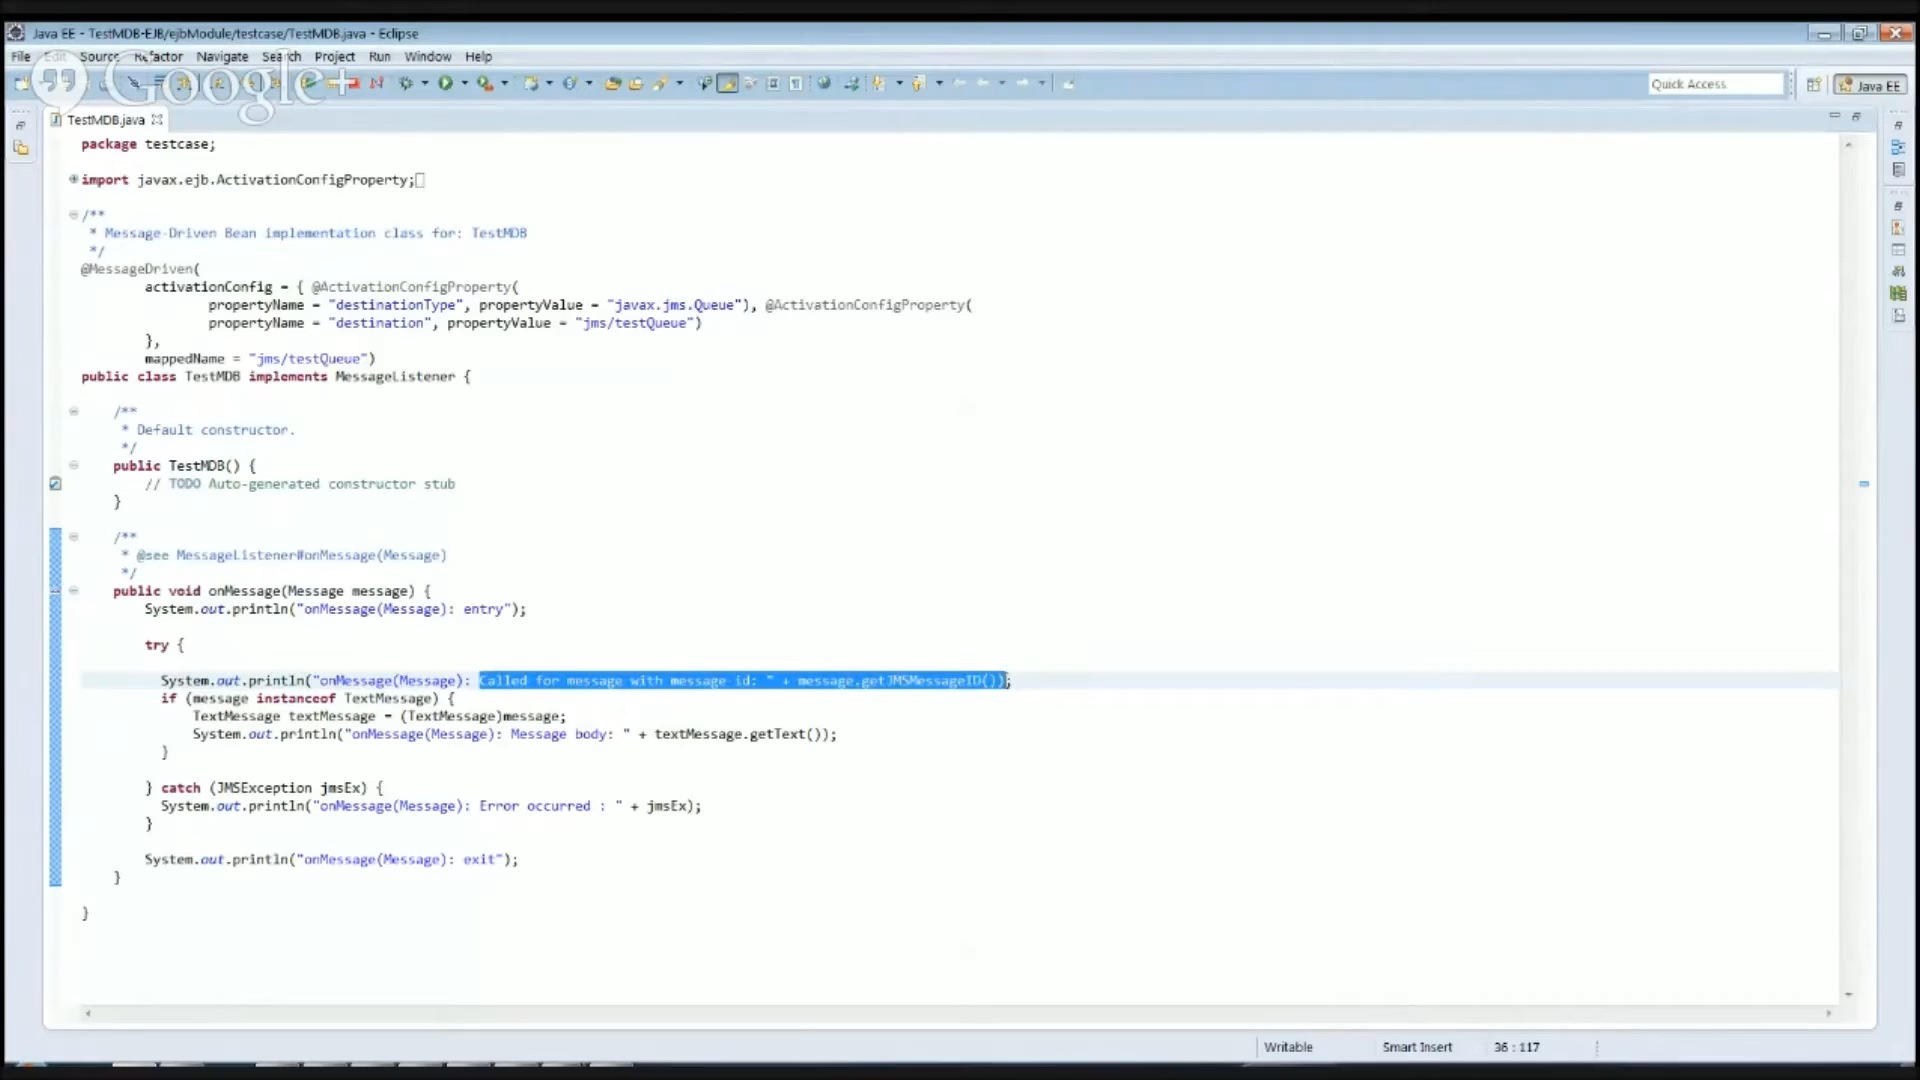 Java EE - TestMDB-EJB/ejbModule/testcase/TestMDB.java - Eclipse
File Edit Source Refactor Navigate Search Project Run Window Help
Google+
Quick Access
Java EE
TestMDB.java
package testcase;
import javax.ejb.ActivationConfigProperty;
/**
* Message-Driven Bean implementation class for: TestMDB
*/
@MessageDriven(
activationConfig = { @ActivationConfigProperty(
propertyName = "destinationType", propertyValue = "javax.jms.Queue"), @ActivationConfigProperty(
propertyName = "destination", propertyValue = "jms/testQueue")
},
mappedName = "jms/testQueue")
public class TestMDB implements MessageListener {
/**
* Default constructor.
*/
public TestMDB() {
// TODO Auto-generated constructor stub
}
/**
* @see MessageListener#onMessage(Message)
*/
public void onMessage(Message message) {
System.out.println("onMessage(Message): entry");
try {
System.out.println("onMessage(Message): Called for message with message id: " + message.getJMSMessageID());
if (message instanceof TextMessage) {
TextMessage textMessage = (TextMessage)message;
System.out.println("onMessage(Message): Message body: " + textMessage.getText());
}
} catch (JMSException jmsEx) {
System.out.println("onMessage(Message): Error occurred : " + jmsEx);
}
System.out.println("onMessage(Message): exit");
}
}
Writable Smart Insert 36 : 117